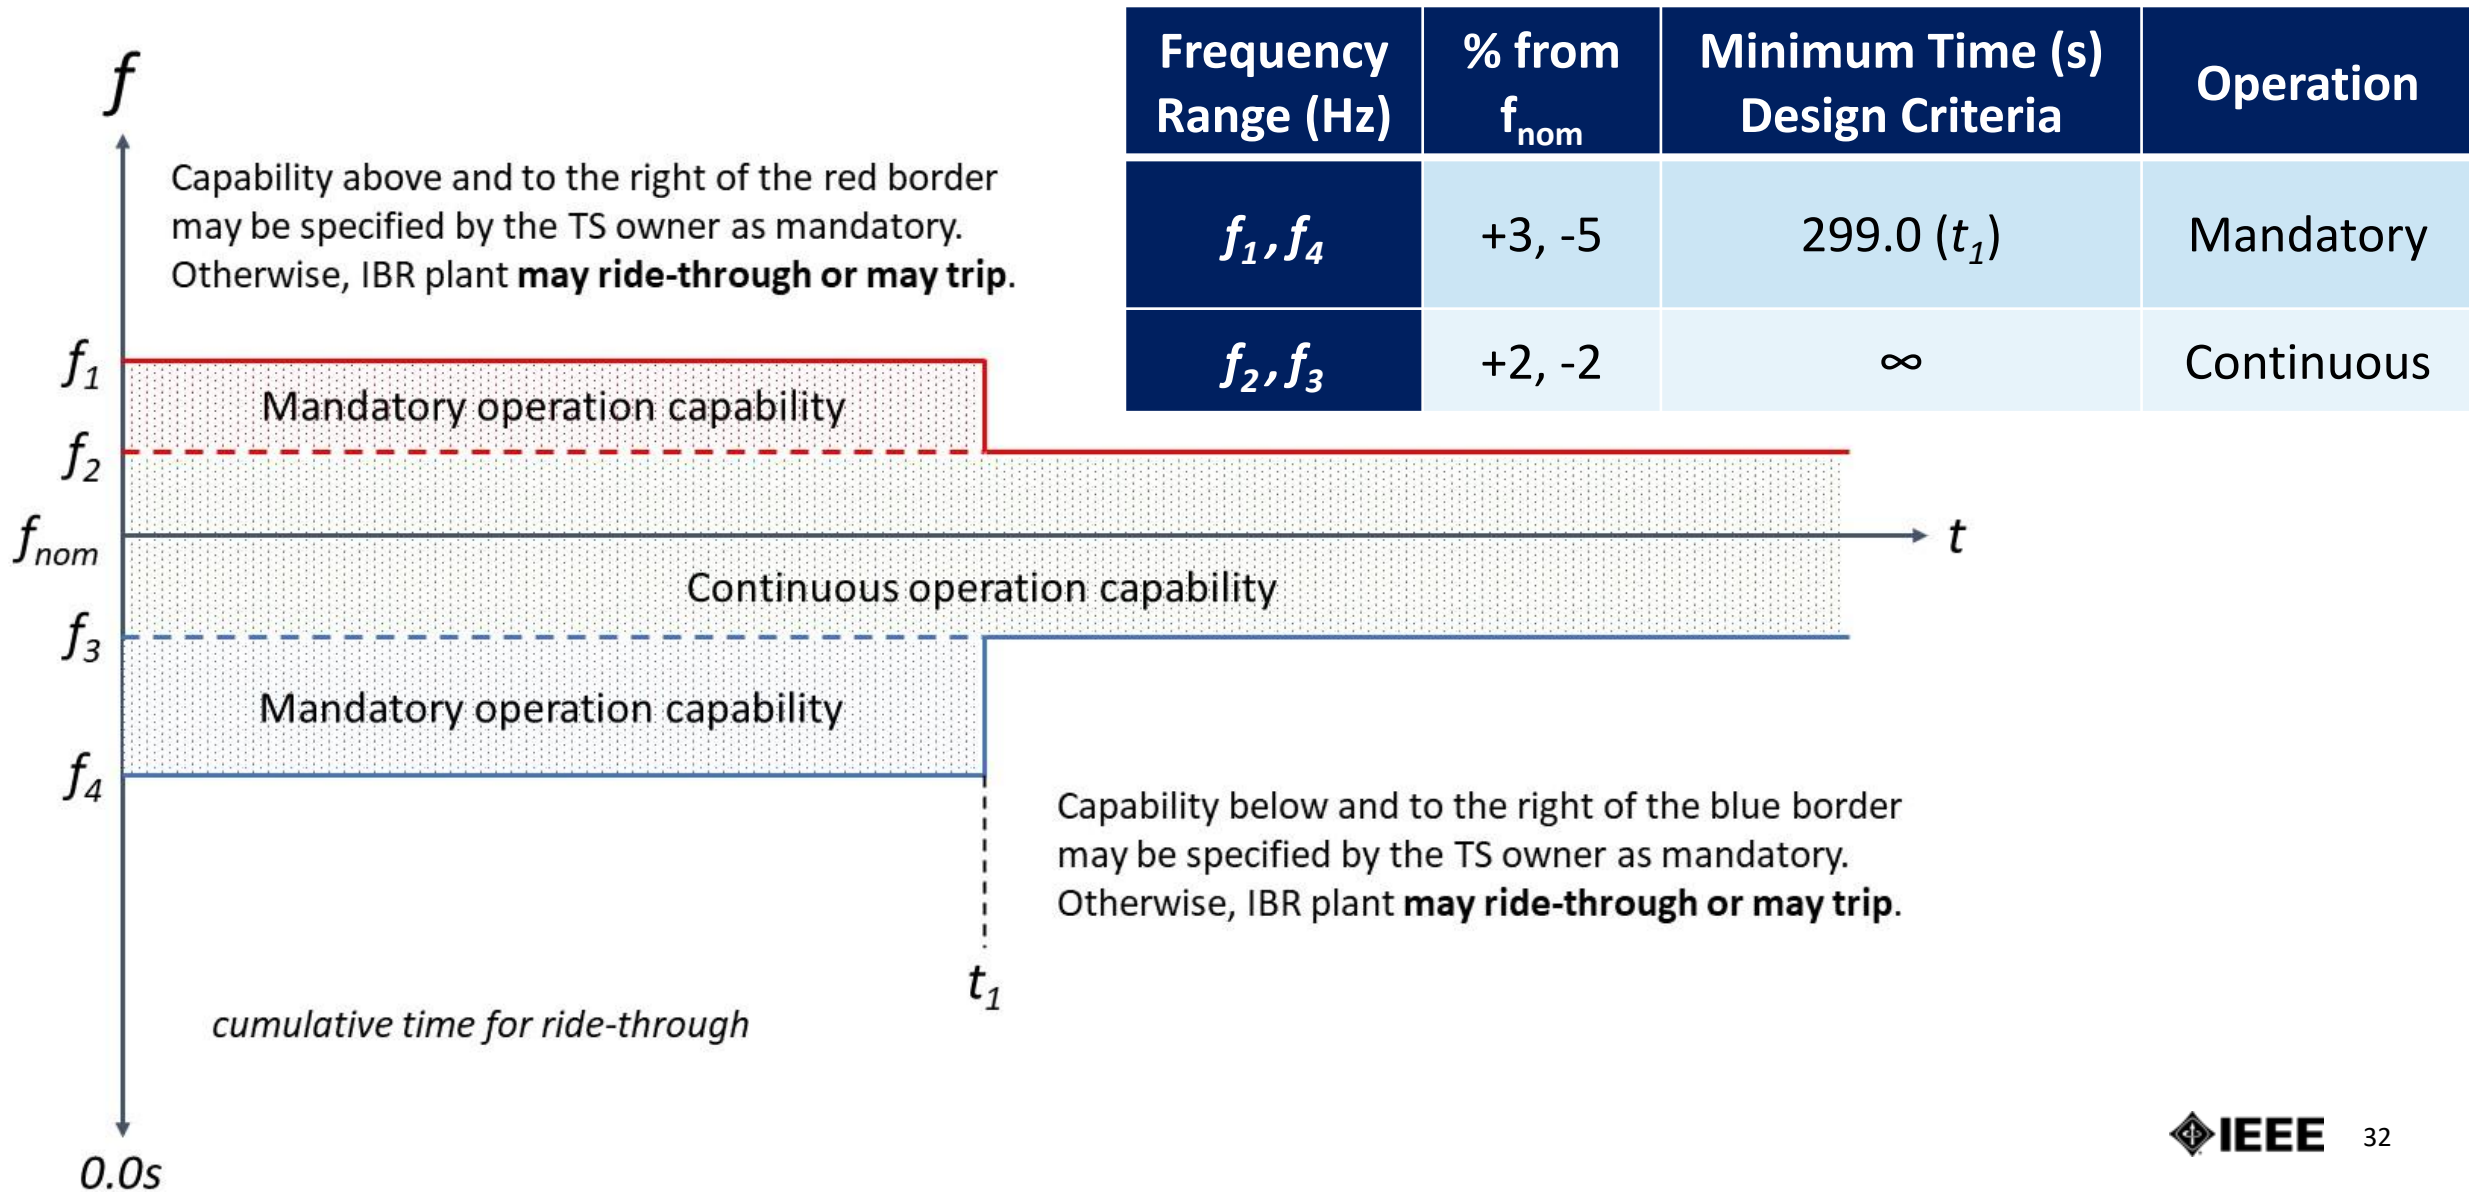 f
Capability above and to the right of the red border
may be specified by the TS owner as mandatory.
Otherwise, IBR plant may ride-through or may trip.
Frequency Range (Hz) | % from fnom | Minimum Time (s) Design Criteria | Operation
f1, f4 | +3, -5 | 299.0 (t1) | Mandatory
f2, f3 | +2, -2 | ∞ | Continuous
f1
Mandatory operation capability
f2
fnom
t
Continuous operation capability
f3
Mandatory operation capability
f4
Capability below and to the right of the blue border
may be specified by the TS owner as mandatory.
Otherwise, IBR plant may ride-through or may trip.
t1
cumulative time for ride-through
0.0s
IEEE
32